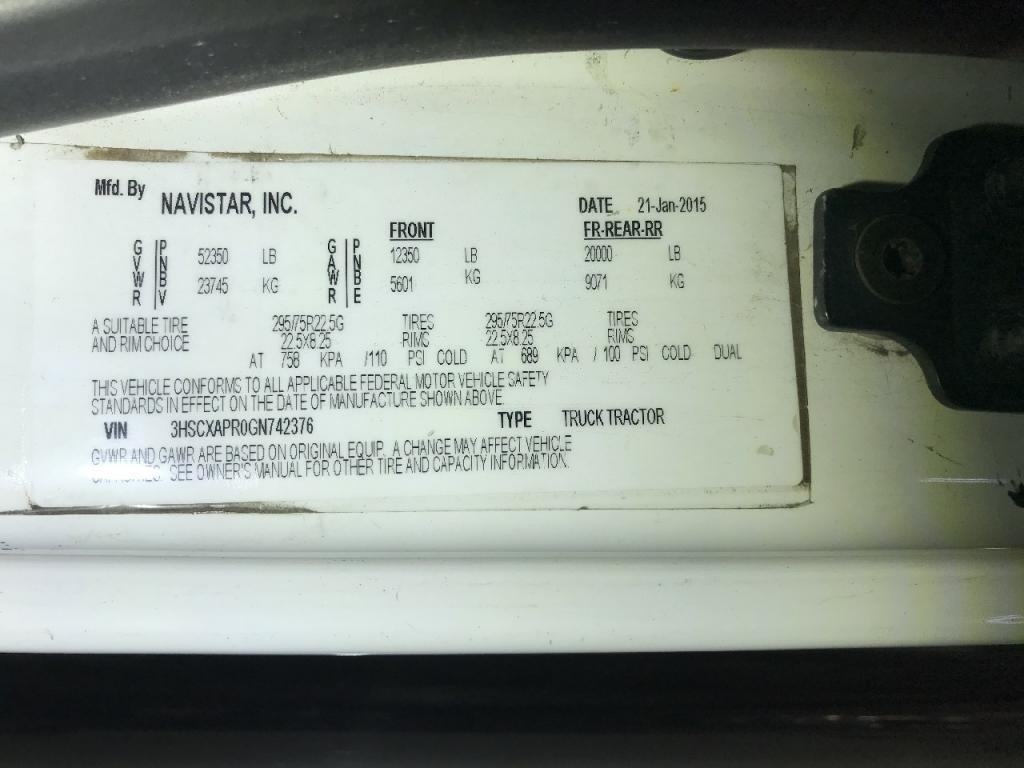 Mfd. By NAVISTAR, INC. DATE 21-Jan-2015
FRONT FR-REAR-RR
GVWR PNBV 52350 LB GAWR PNBE 12350 LB 20000 LB
23745 KG 5601 KG 9071 KG
A SUITABLE TIRE 295/75R22.5G TIRES 295/75R22.5G TIRES
AND RIM CHOICE 22.5X8.25 RIMS 22.5X8.25 RIMS
AT 758 KPA /110 PSI COLD AT 689 KPA / 100 PSI COLD DUAL
THIS VEHICLE CONFORMS TO ALL APPLICABLE FEDERAL MOTOR VEHICLE SAFETY
STANDARDS IN EFFECT ON THE DATE OF MANUFACTURE SHOWN ABOVE.
VIN 3HSCXAPR0GN742376 TYPE TRUCK TRACTOR
GVWR AND GAWR ARE BASED ON ORIGINAL EQUIP. A CHANGE MAY AFFECT VEHICLE
SEE OWNER'S MANUAL FOR OTHER TIRE AND CAPACITY INFORMATION.